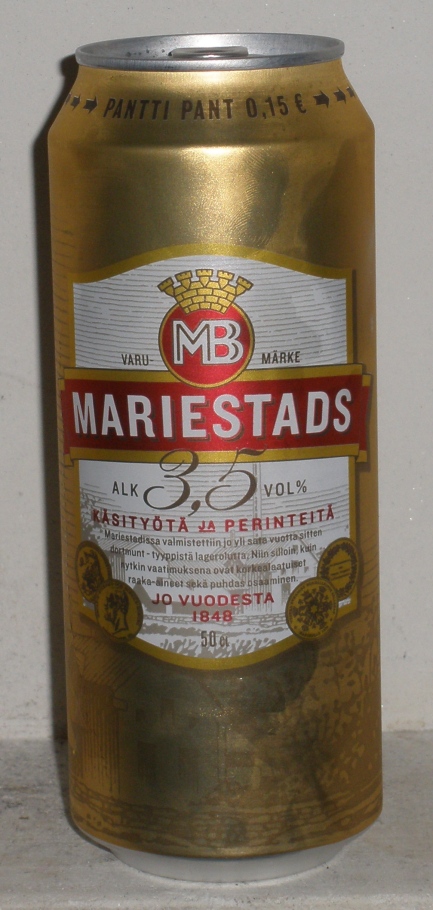 PANTTI PANT 0,15 €
MB
VARU- MÄRKE
MARIESTADS
ALK 3,5 VOL%
KÄSITYÖTÄ JA PERINTEITÄ
Mariestadissa valmistettiin jo yli sata vuotta sitten
dortmunt - tyyppistä lagerolutta. Niin silloin, kuin
nytkin vaatimuksena ovat korkealaatuiset
raaka-aineet sekä puhdas osaaminen.
JO VUODESTA
1848
50 cl